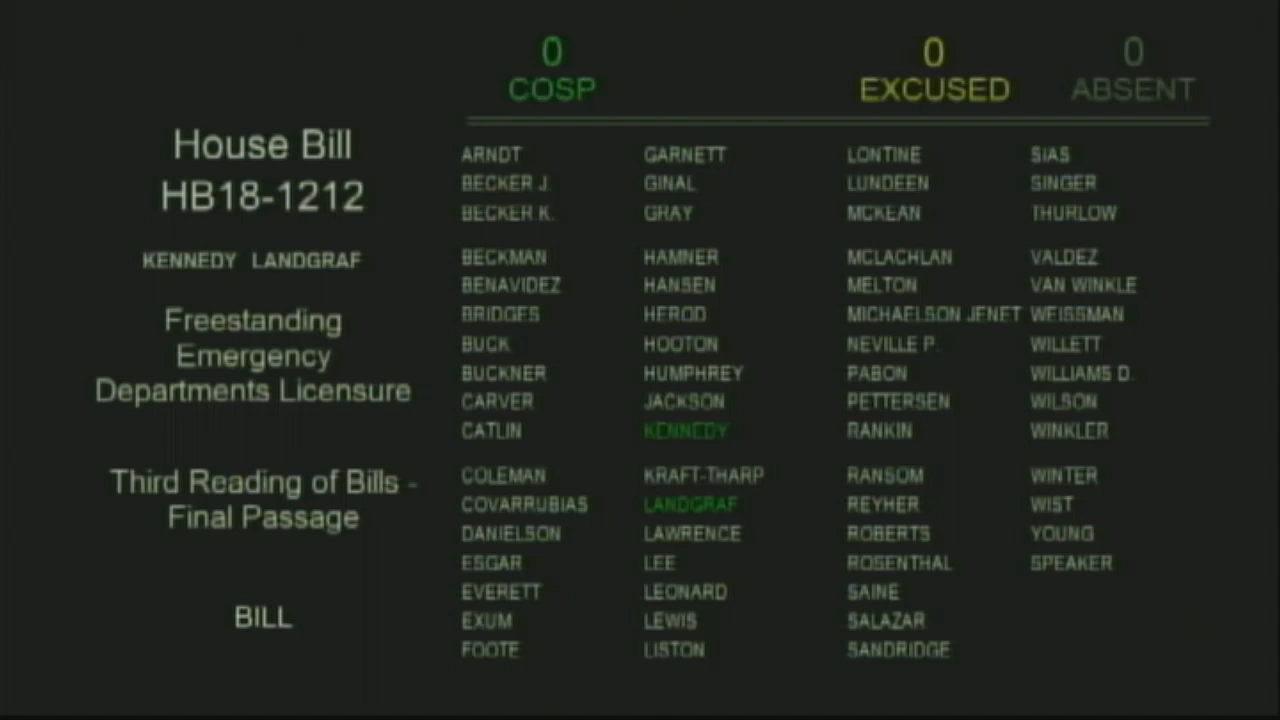 0
COSP
0
EXCUSED
0
ABSENT
House Bill
HB18-1212
KENNEDY LANDGRAF
Freestanding
Emergency
Departments Licensure
Third Reading of Bills -
Final Passage
BILL
ARNDT
BECKER J.
BECKER K.
BECKMAN
BENAVIDEZ
BRIDGES
BUCK
BUCKNER
CARVER
CATLIN
COLEMAN
COVARRUBIAS
DANIELSON
ESGAR
EVERETT
EXUM
FOOTE
GARNETT
GINAL
GRAY
HAMNER
HANSEN
HEROD
HOOTON
HUMPHREY
JACKSON
KENNEDY
KRAFT-THARP
LANDGRAF
LAWRENCE
LEE
LEONARD
LEWIS
LISTON
LONTINE
LUNDEEN
MCKEAN
MCLACHLAN
MELTON
MICHAELSON JENET
NEVILLE P.
PABON
PETTERSEN
RANKIN
RANSOM
REYHER
ROBERTS
ROSENTHAL
SAINE
SALAZAR
SANDRIDGE
SIAS
SINGER
THURLOW
VALDEZ
VAN WINKLE
WEISSMAN
WILLETT
WILLIAMS D.
WILSON
WINKLER
WINTER
WIST
YOUNG
SPEAKER